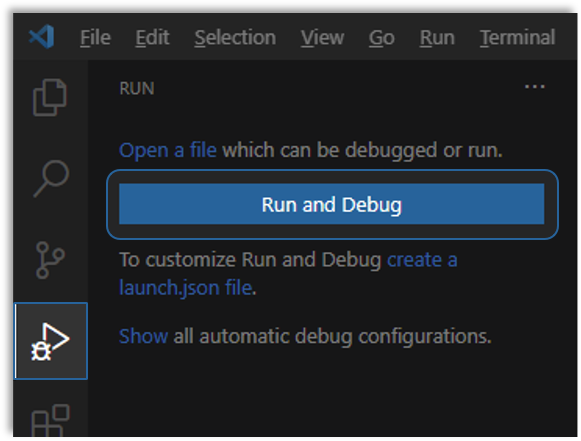 File Edit Selection View Go Run Terminal
RUN
Open a file which can be debugged or run.
Run and Debug
To customize Run and Debug create a
launch.json file.
Show all automatic debug configurations.